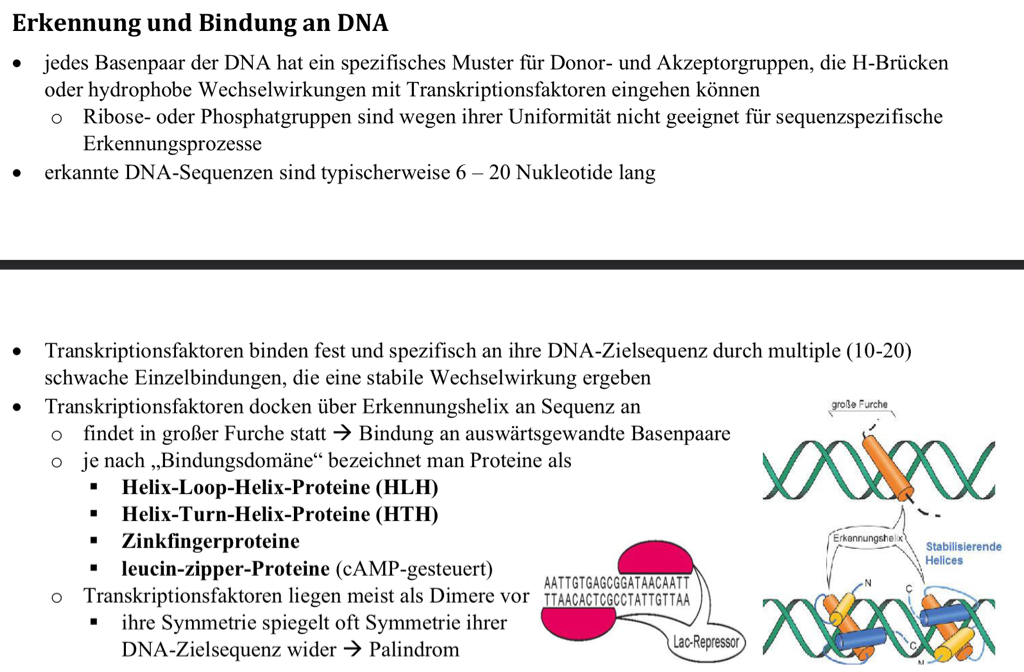 Erkennung und Bindung an DNA
• jedes Basenpaar der DNA hat ein spezifisches Muster für Donor- und Akzeptorgruppen, die H-Brücken
oder hydrophobe Wechselwirkungen mit Transkriptionsfaktoren eingehen können
o Ribose- oder Phosphatgruppen sind wegen ihrer Uniformität nicht geeignet für sequenzspezifische
Erkennungsprozesse
• erkannte DNA-Sequenzen sind typischerweise 6 – 20 Nukleotide lang
• Transkriptionsfaktoren binden fest und spezifisch an ihre DNA-Zielsequenz durch multiple (10-20)
schwache Einzelbindungen, die eine stabile Wechselwirkung ergeben
• Transkriptionsfaktoren docken über Erkennungshelix an Sequenz an
o findet in großer Furche statt → Bindung an auswärtsgewandte Basenpaare
o je nach „Bindungsdomäne“ bezeichnet man Proteine als
▪ Helix-Loop-Helix-Proteine (HLH)
▪ Helix-Turn-Helix-Proteine (HTH)
▪ Zinkfingerproteine
▪ leucin-zipper-Proteine (cAMP-gesteuert)
o Transkriptionsfaktoren liegen meist als Dimere vor
▪ ihre Symmetrie spiegelt oft Symmetrie ihrer
DNA-Zielsequenz wider → Palindrom
AATTGTGAGCGGATAACAATT
TTAACACTCGCCTATTGTTAA
Lac-Repressor
große Furche
Erkennungshelix
Stabilisierende
Helices
N
C
C
N